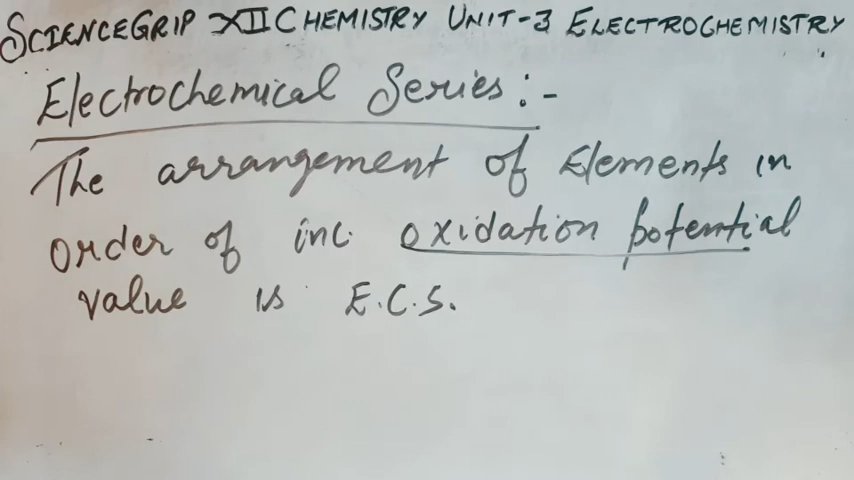 SCIENCEGRIP XII CHEMISTRY UNIT-3 ELECTROCHEMISTRY
Electrochemical Series:-
The arrangement of Elements in
order of inc. oxidation potential
value is E.C.S.